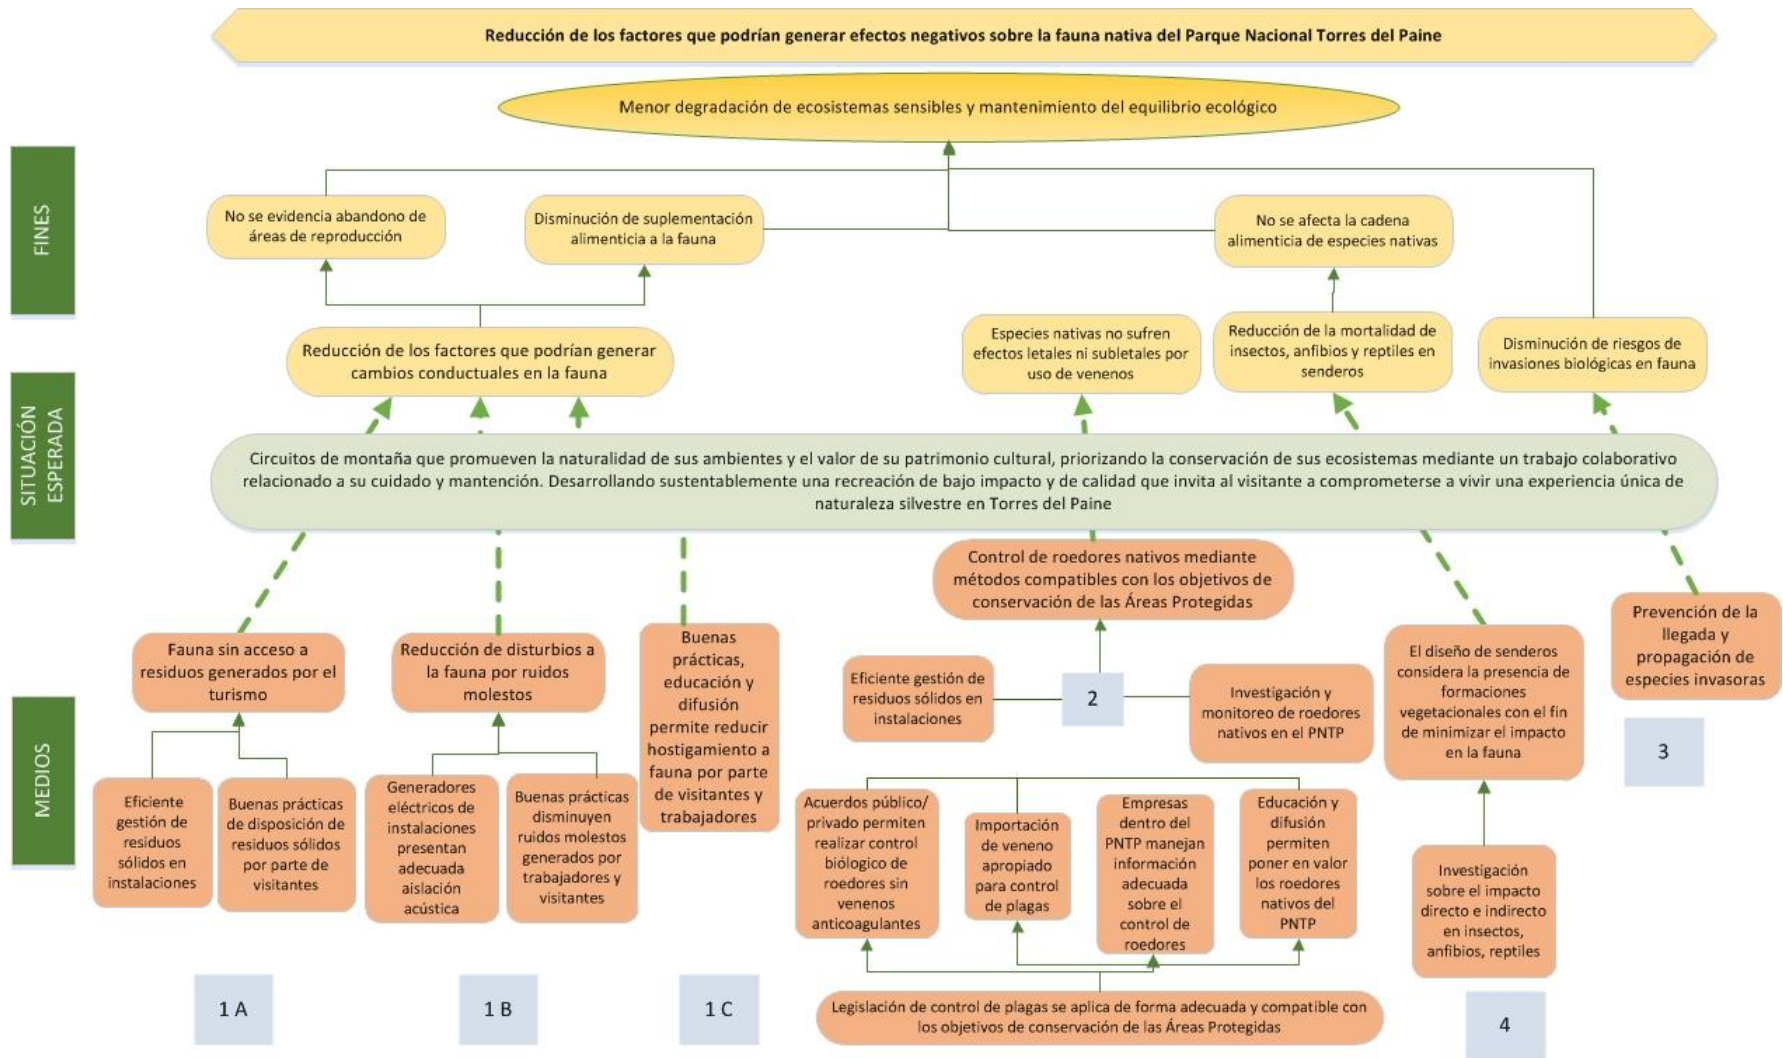 Reducción de los factores que podrían generar efectos negativos sobre la fauna nativa del Parque Nacional Torres del Paine
Menor degradación de ecosistemas sensibles y mantenimiento del equilibrio ecológico
FINES
No se evidencia abandono de
áreas de reproducción
Disminución de suplementación
alimenticia a la fauna
No se afecta la cadena
alimenticia de especies nativas
Reducción de los factores que podrían generar
cambios conductuales en la fauna
Especies nativas no sufren
efectos letales ni subletales por
uso de venenos
Reducción de la mortalidad de
insectos, anfibios y reptiles en
senderos
Disminución de riesgos de
invasiones biológicas en fauna
SITUACIÓN
ESPERADA
Circuitos de montaña que promueven la naturalidad de sus ambientes y el valor de su patrimonio cultural, priorizando la conservación de sus ecosistemas mediante un trabajo colaborativo
relacionado a su cuidado y mantención. Desarrollando sustentablemente una recreación de bajo impacto y de calidad que invita al visitante a comprometerse a vivir una experiencia única de
naturaleza silvestre en Torres del Paine
MEDIOS
Fauna sin acceso a
residuos generados por el
turismo
Reducción de disturbios a
la fauna por ruidos
molestos
Buenas
prácticas,
educación y
difusión
permite reducir
hostigamiento a
fauna por parte
de visitantes y
trabajadores
Control de roedores nativos mediante
métodos compatibles con los objetivos de
conservación de las Áreas Protegidas
Eficiente gestión de
residuos sólidos en
instalaciones
2
Investigación y
monitoreo de roedores
nativos en el PNTP
El diseño de senderos
considera la presencia de
formaciones
vegetacionales con el fin
de minimizar el impacto
en la fauna
Prevención de la
llegada y
propagación de
especies invasoras
3
Eficiente
gestión de
residuos
sólidos en
instalaciones
Buenas prácticas
de disposición de
residuos sólidos
por parte de
visitantes
Generadores
eléctricos de
instalaciones
presentan
adecuada
aislación
acústica
Buenas prácticas
disminuyen
ruidos molestos
generados por
trabajadores y
visitantes
Acuerdos público/
privado permiten
realizar control
biólogico de
roedores sin
venenos
anticoagulantes
Importación
de veneno
apropiado
para control
de plagas
Empresas
dentro del
PNTP manejan
información
adecuada
sobre el
control de
roedores
Educación y
difusión
permiten
poner en valor
los roedores
nativos del
PNTP
Investigación
sobre el impacto
directo e indirecto
en insectos,
anfibios, reptiles
1 A
1 B
1 C
Legislación de control de plagas se aplica de forma adecuada y compatible con
los objetivos de conservación de las Áreas Protegidas
4